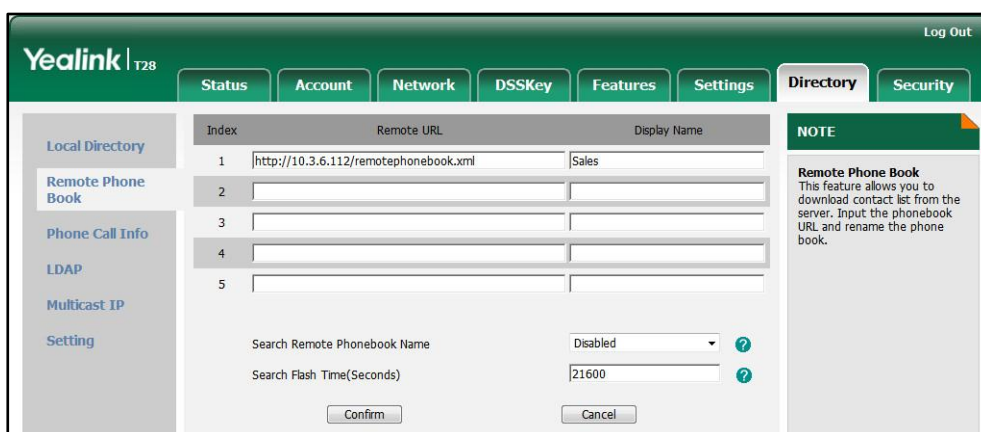 Log Out
Yealink T28
Status Account Network DSSKey Features Settings Directory Security
Local Directory
Remote Phone
Book
Phone Call Info
LDAP
Multicast IP
Setting
Index Remote URL Display Name
1 http://10.3.6.112/remotephonebook.xml Sales
2
3
4
5
Search Remote Phonebook Name Disabled ?
Search Flash Time(Seconds) 21600 ?
Confirm Cancel
NOTE
Remote Phone Book
This feature allows you to
download contact list from the
server. Input the phonebook
URL and rename the phone
book.